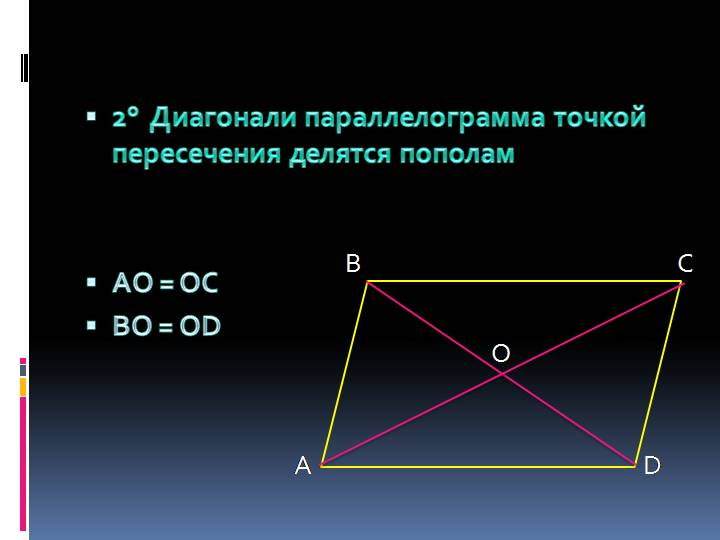 2° Диагонали параллелограмма точкой
пересечения делятся пополам
AO = OC
BO = OD
B
C
O
A
D